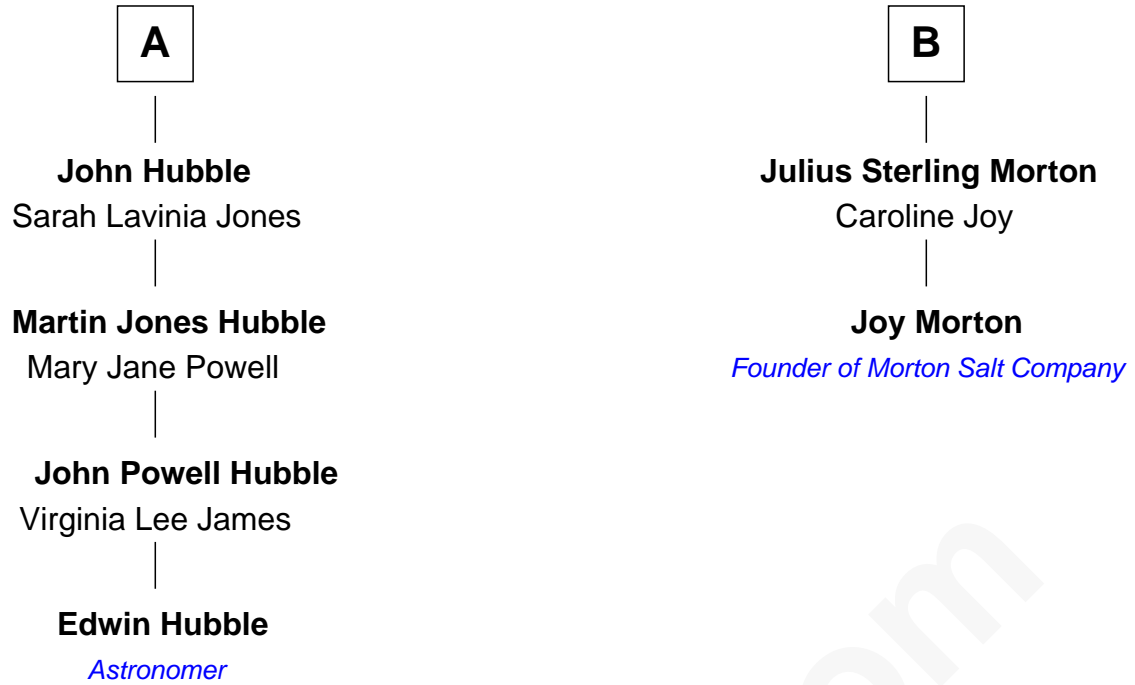 A
John Hubble
Sarah Lavinia Jones
Martin Jones Hubble
Mary Jane Powell
John Powell Hubble
Virginia Lee James
Edwin Hubble
Astronomer
B
Julius Sterling Morton
Caroline Joy
Joy Morton
Founder of Morton Salt Company
om